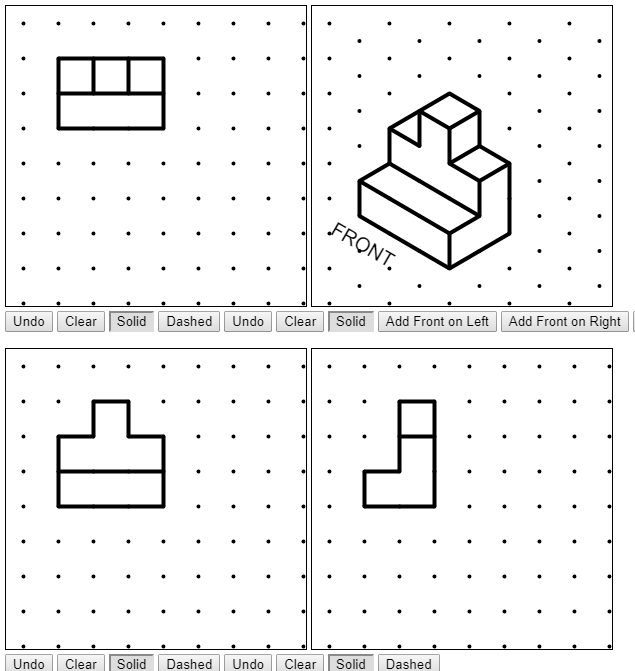 FRONT
Undo Clear Solid Dashed Undo Clear Solid Add Front on Left Add Front on Right
Undo Clear Solid Dashed Undo Clear Solid Dashed